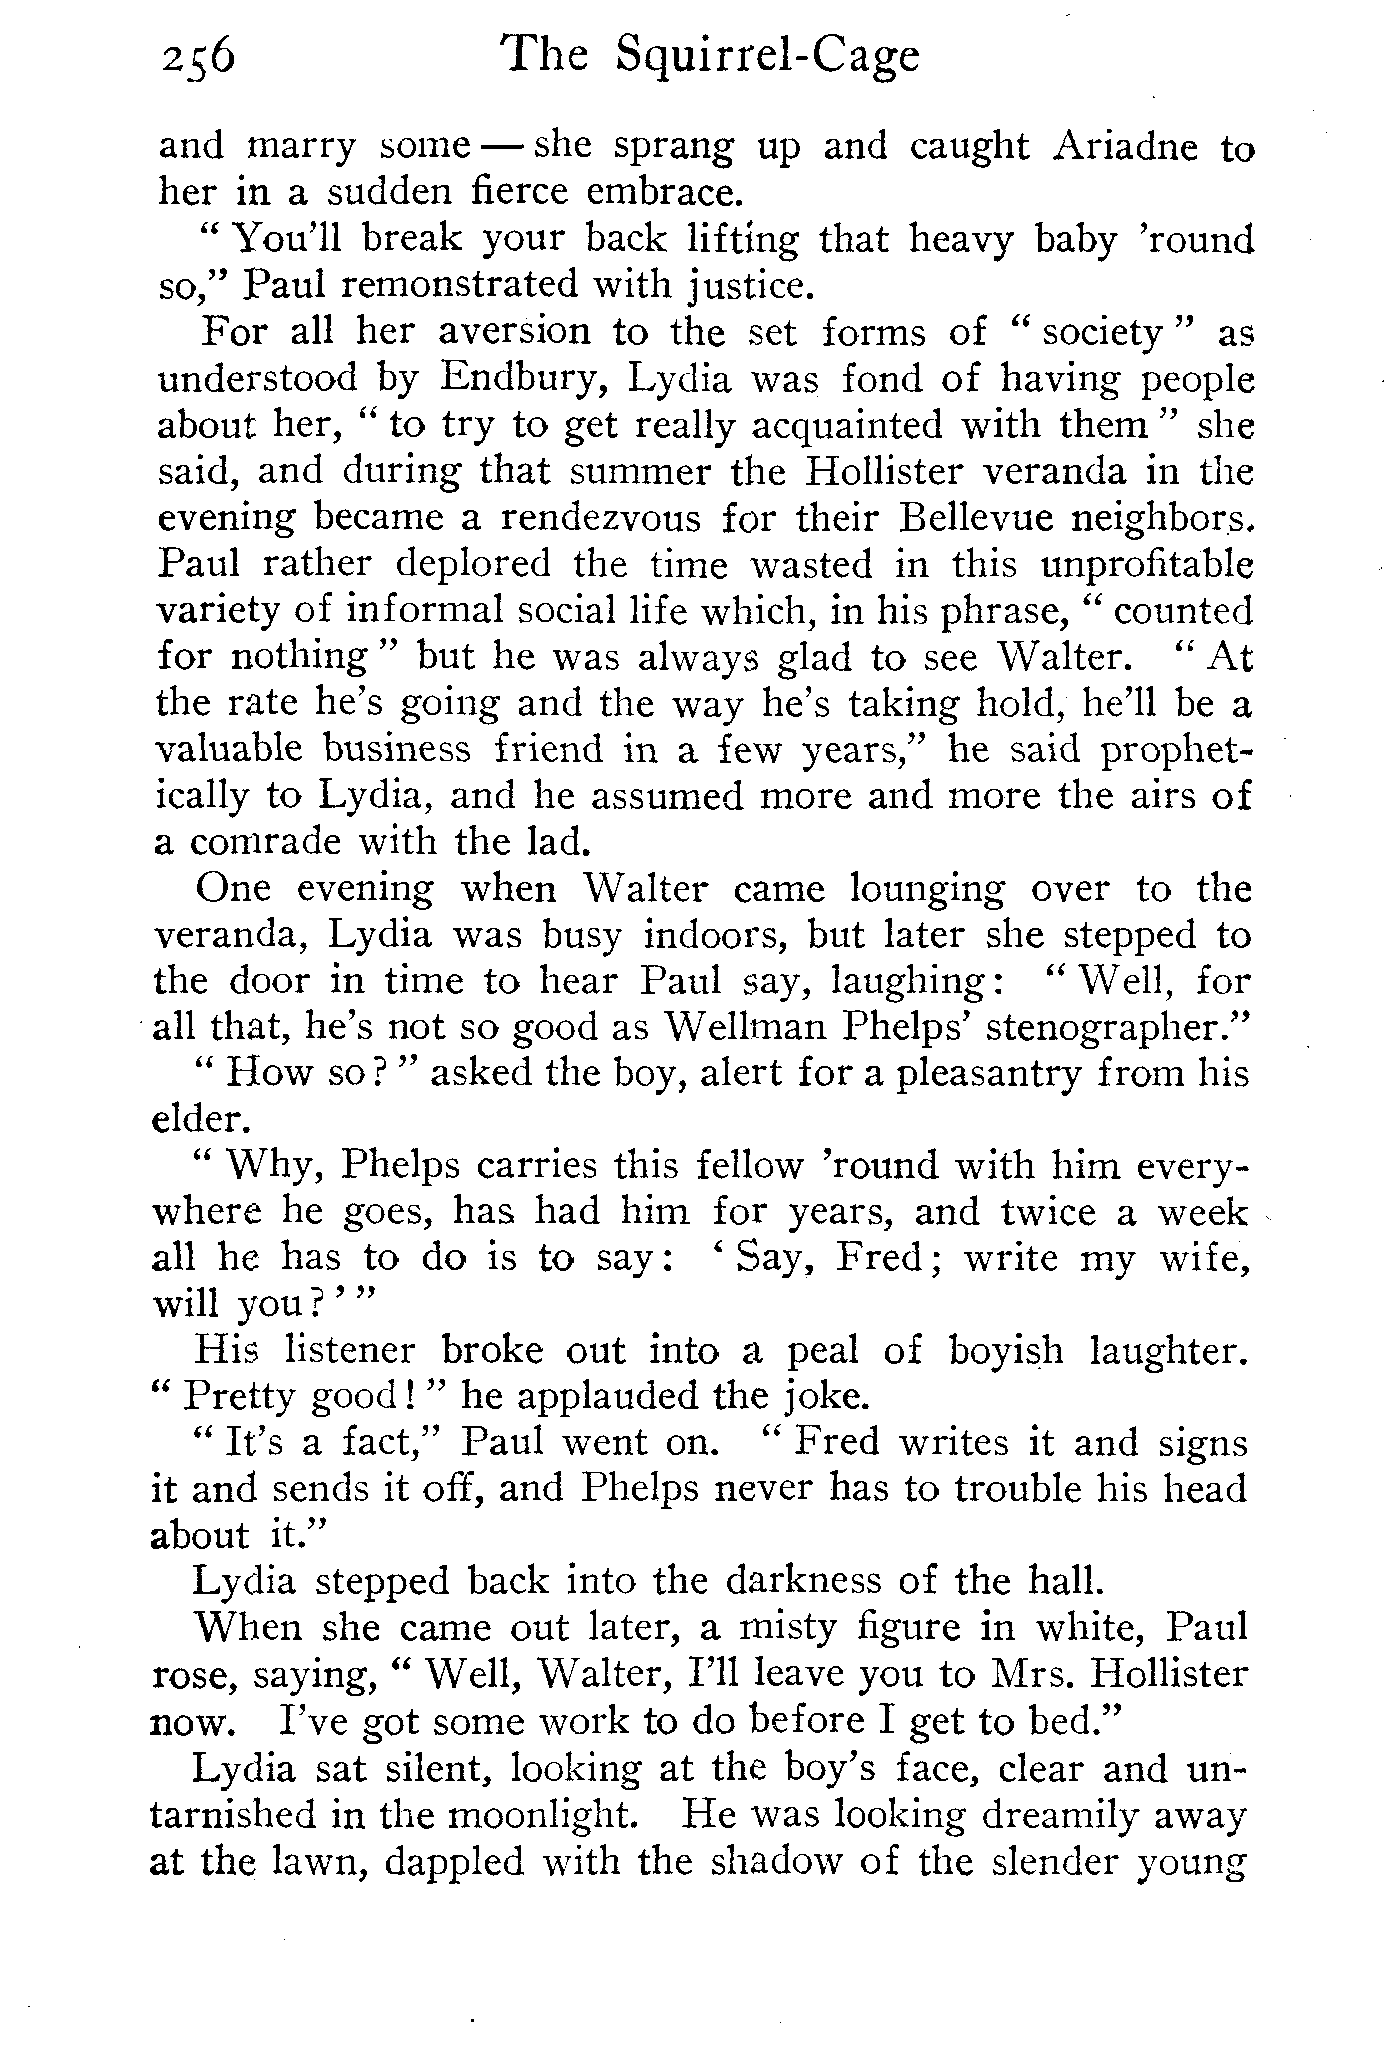 256 The Squirrel-Cage
and marry some — she sprang up and caught Ariadne to
her in a sudden fierce embrace.
" You'll break your back lifting that heavy baby 'round
so," Paul remonstrated with justice.
For all her aversion to the set forms of " society " as
understood by Endbury, Lydia was fond of having people
about her, " to try to get really acquainted with them " she
said, and during that summer the Hollister veranda in the
evening became a rendezvous for their Bellevue neighbors.
Paul rather deplored the time wasted in this unprofitable
variety of informal social life which, in his phrase, " counted
for nothing " but he was always glad to see Walter. " At
the rate he's going and the way he's taking hold, he'll be a
valuable business friend in a few years," he said prophet-
ically to Lydia, and he assumed more and more the airs of
a comrade with the lad.
One evening when Walter came lounging over to the
veranda, Lydia was busy indoors, but later she stepped to
the door in time to hear Paul say, laughing: " Well, for
all that, he's not so good as Wellman Phelps' stenographer."
" How so? " asked the boy, alert for a pleasantry from his
elder.
" Why, Phelps carries this fellow 'round with him every-
where he goes, has had him for years, and twice a week
all he has to do is to say: ' Say, Fred; write my wife,
will you? ' "
His listener broke out into a peal of boyish laughter.
" Pretty good! " he applauded the joke.
" It's a fact," Paul went on. " Fred writes it and signs
it and sends it off, and Phelps never has to trouble his head
about it."
Lydia stepped back into the darkness of the hall.
When she came out later, a misty figure in white, Paul
rose, saying, " Well, Walter, I'll leave you to Mrs. Hollister
now. I've got some work to do before I get to bed."
Lydia sat silent, looking at the boy's face, clear and un-
tarnished in the moonlight. He was looking dreamily away
at the lawn, dappled with the shadow of the slender young